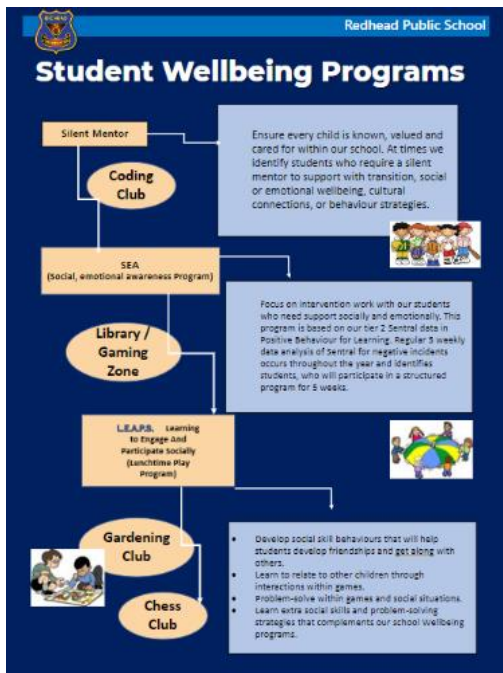 Redhead Public School
Student Wellbeing Programs
Silent Mentor
Ensure every child is known, valued and
cared for within our school. At times we
identify students who require a silent
mentor to support with transition, social
or emotional wellbeing, cultural
connections, or behaviour strategies.
Coding
Club
SEA
(Social, emotional awareness Program)
Focus on intervention work with our students
who need support socially and emotionally. This
program is based on our tier 2 Sentral data in
Positive Behaviour for Learning. Regular 5 weekly
data analysis of Sentral for negative incidents
occurs throughout the year and identifies
students, who will participate in a structured
program for 5 weeks.
Library /
Gaming
Zone
L.E.A.P.S. Learning
to Engage And
Participate Socially
(Lunchtime Play
Program)
Gardening
Club
Chess
Club
• Develop social skill behaviours that will help
students develop friendships and get along with
others.
• Learn to relate to other children through
interections within games.
• Problem-solve within games and social situations.
• Learn extra social skills and problem-solving
strategies that complements our school Wellbeing
programs.